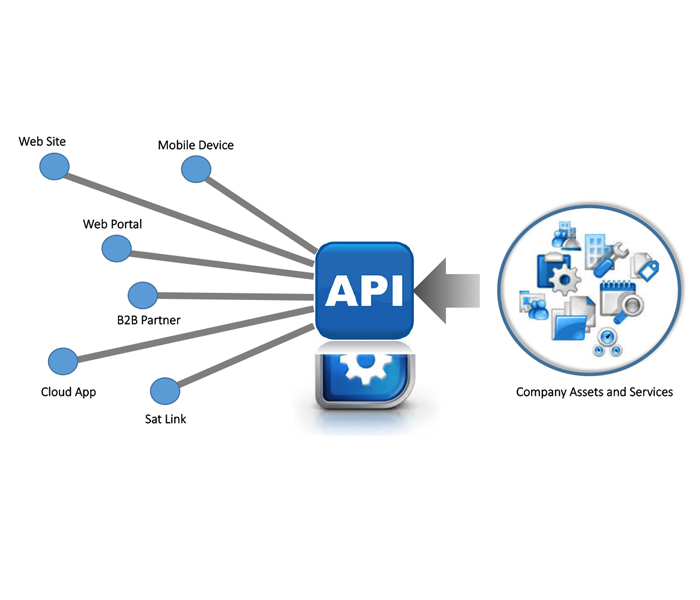 Web Site
Mobile Device
Web Portal
API
B2B Partner
Cloud App
Company Assets and Services
Sat Link